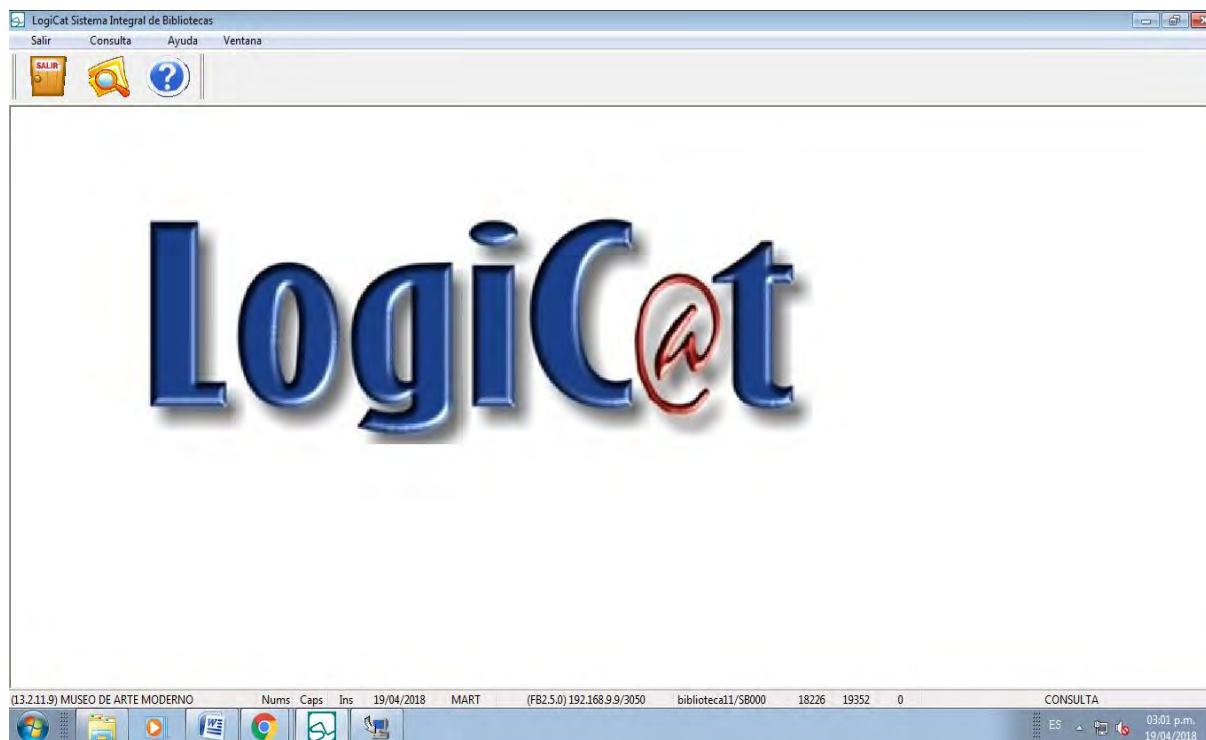 LogiCat Sistema Integral de Bibliotecas
Salir Consulta Ayuda Ventana
SALIR
LogiC@t
(13.2.11.9) MUSEO DE ARTE MODERNO Nums Caps Ins 19/04/2018 MART (FB2.5.0) 192.168.9.9/3050 biblioteca11/SB000 18226 19352 0 CONSULTA
ES 03:01 p.m.
19/04/2018